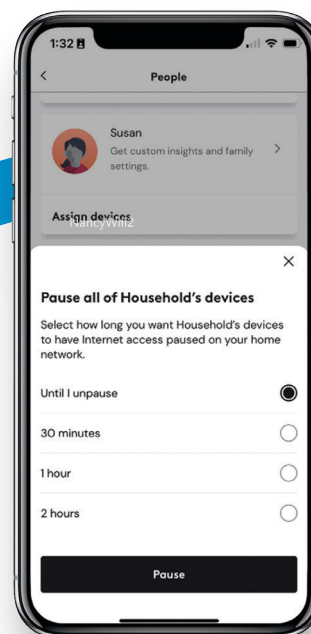 1:32
People
Susan
Get custom insights and family
settings.
Assign devices
NancyWill2
Pause all of Household's devices
Select how long you want Household's devices
to have Internet access paused on your home
network.
Until I unpause
30 minutes
1 hour
2 hours
Pause